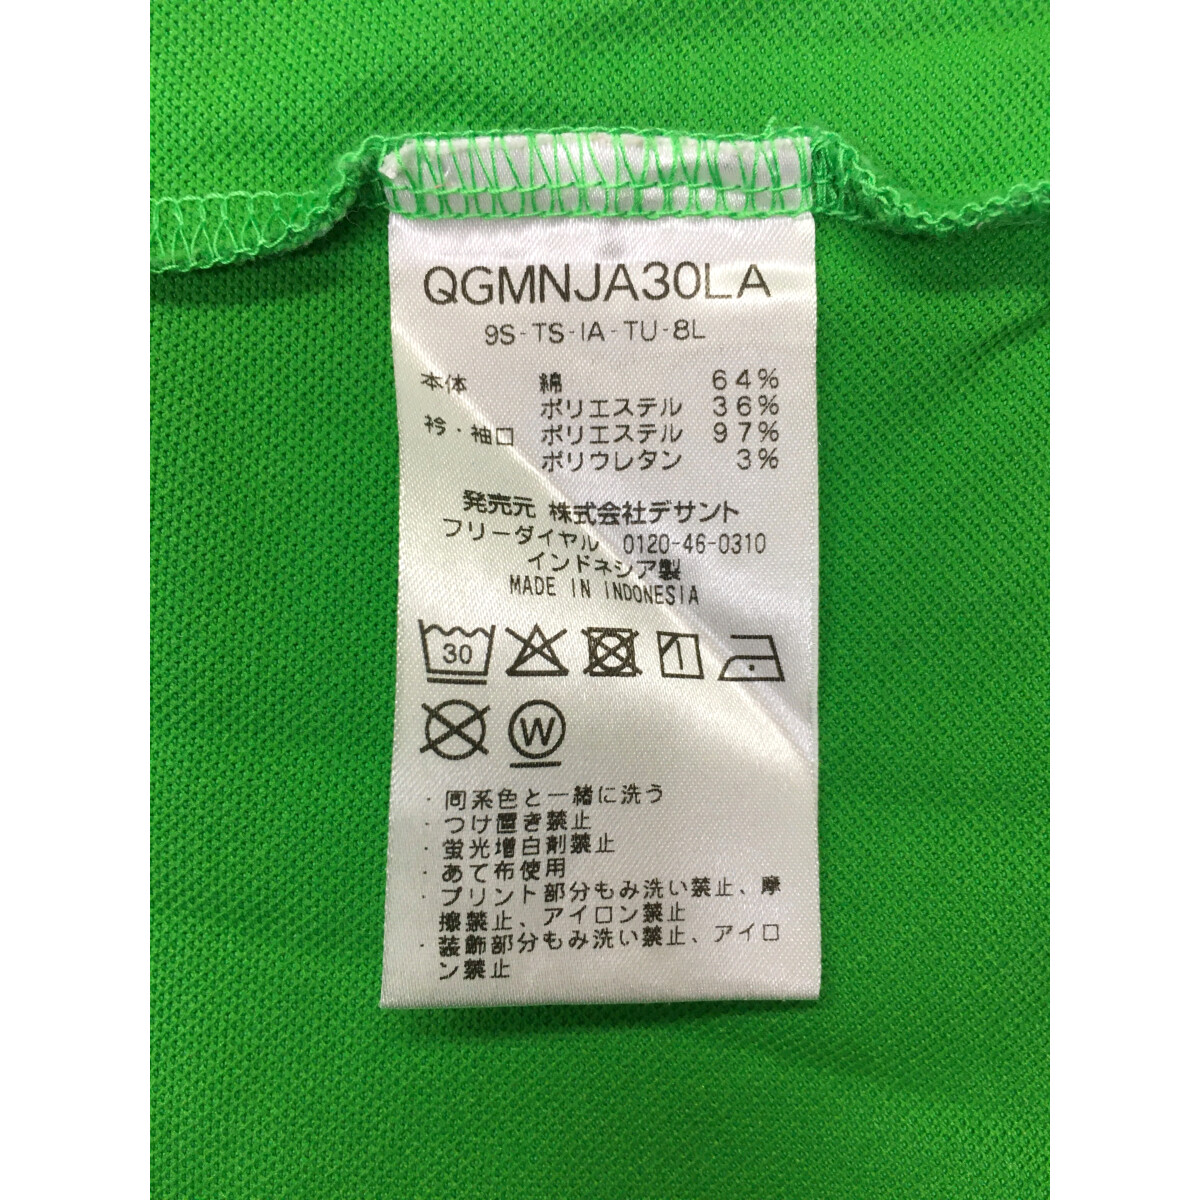 QGMNJA30LA
9S-TS-IA-TU-8L
本体 綿 64%
ポリエステル 36%
衿・袖口 ポリエステル 97%
ポリウレタン 3%
発売元 株式会社デサント
フリーダイヤル 0120-46-0310
インドネシア製
MADE IN INDONESIA
30
W
・同系色と一緒に洗う
・つけ置き禁止
・蛍光増白剤禁止
・あて布使用
・プリント部分もみ洗い禁止、摩
擦禁止、アイロン禁止
・装飾部分もみ洗い禁止、アイロ
ン禁止